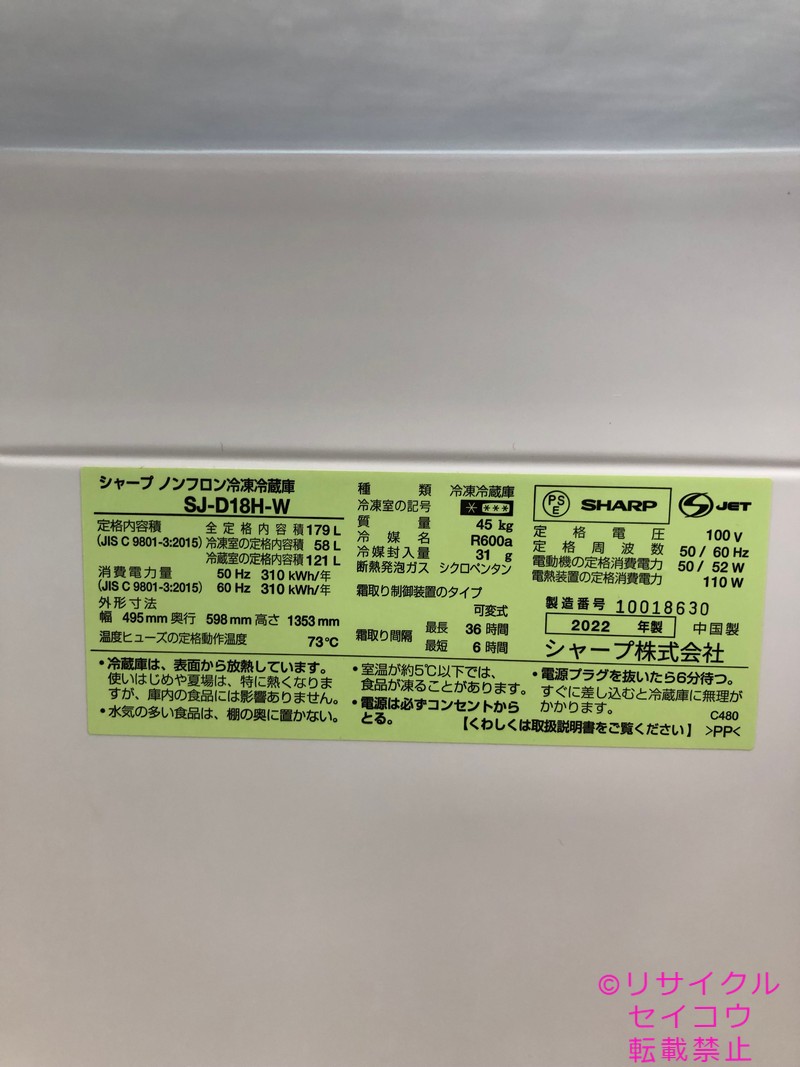 シャープ ノンフロン冷凍冷蔵庫
SJ-D18H-W
定格内容積 全定格内容積 179 L
(JIS C 9801-3:2015) 冷凍室の定格内容積 58 L
冷蔵室の定格内容積 121 L
消費電力量 50 Hz 310 kWh/年
(JIS C 9801-3:2015) 60 Hz 310 kWh/年
外形寸法
幅 495 mm 奥行 598 mm 高さ 1353 mm
温度ヒューズの定格動作温度 73℃
種類 冷凍冷蔵庫
冷凍室の記号 * ***
質量 45 kg
冷媒名 R600a
冷媒封入量 31 g
断熱発泡ガス シクロペンタン
霜取り制御装置のタイプ
可変式
霜取り間隔 最長 36 時間
最短 6 時間
PSE SHARP JET
定格電圧 100 V
定格周波数 50 / 60 Hz
電動機の定格消費電力 50 / 52 W
電熱装置の定格消費電力 110 W
製造番号 10018630
2022 年製 中国製
シャープ株式会社
・冷蔵庫は、表面から放熱しています。
使いはじめや夏場は、特に熱くなりま
すが、庫内の食品には影響ありません。
・水気の多い食品は、棚の奥に置かない。
・室温が約5℃以下では、
食品が凍ることがあります。
・電源は必ずコンセントから
とる。
・電源プラグを抜いたら6分待つ。
すぐに差し込むと冷蔵庫に無理が
かかります。
C480
【くわしくは取扱説明書をご覧ください】 >PP<
©リサイクル
セイコウ
転載禁止